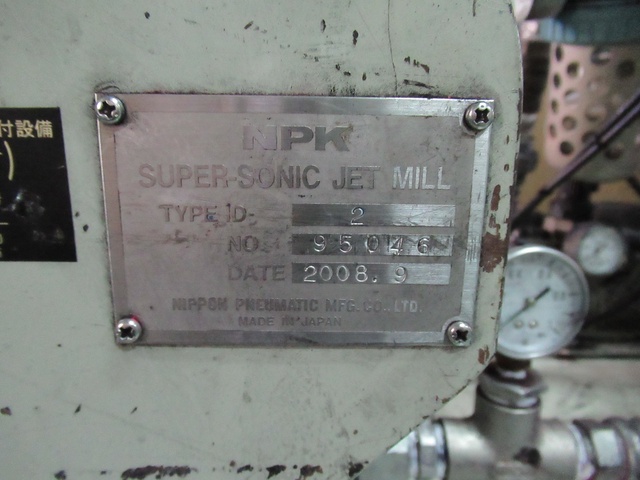 付設備
NPK
SUPER-SONIC JET MILL
TYPE ID- 2
NO. 95046
DATE 2008.9
NIPPON PNEUMATIC MFG. CO., LTD.
MADE IN JAPAN